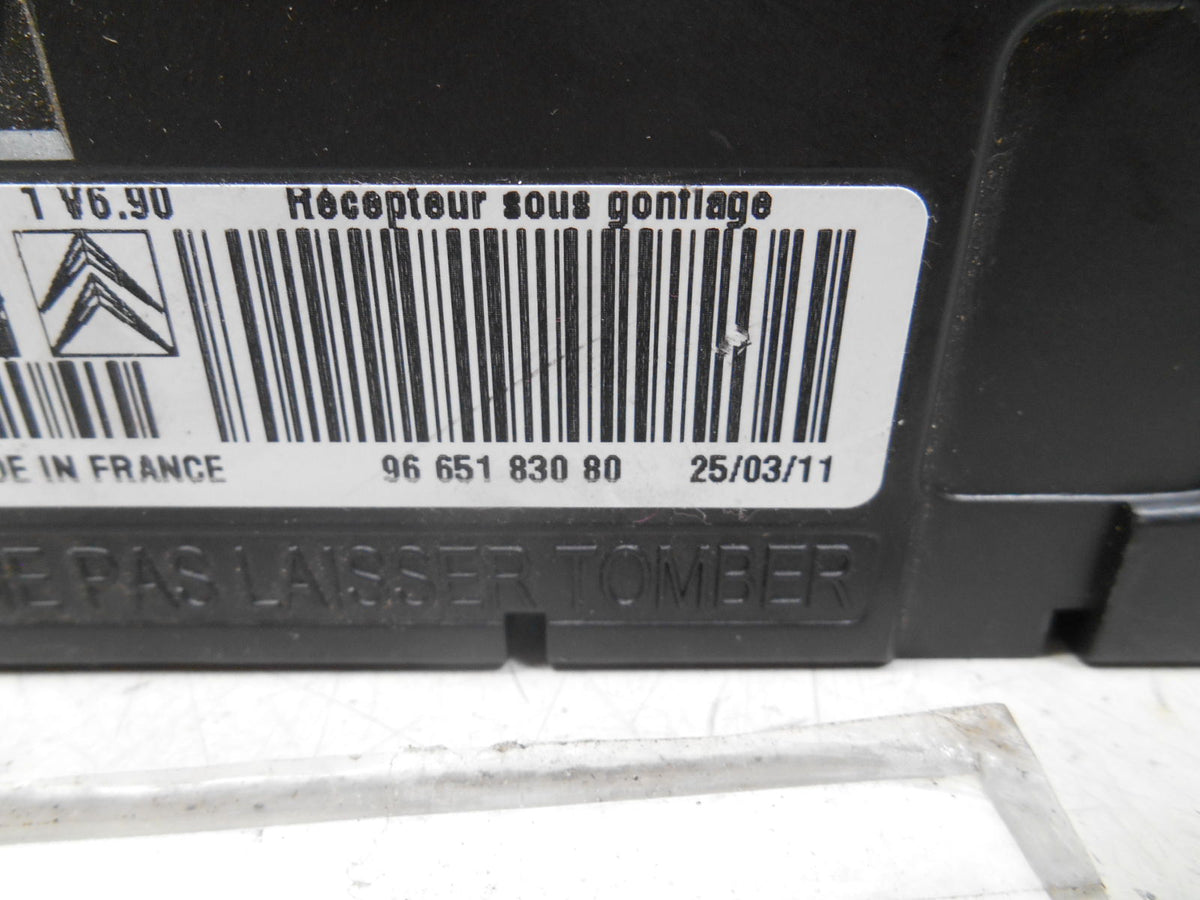 1 V6.90 Récepteur sous gonflage
DE IN FRANCE 96 651 830 80 25/03/11
NE PAS LAISSER TOMBER